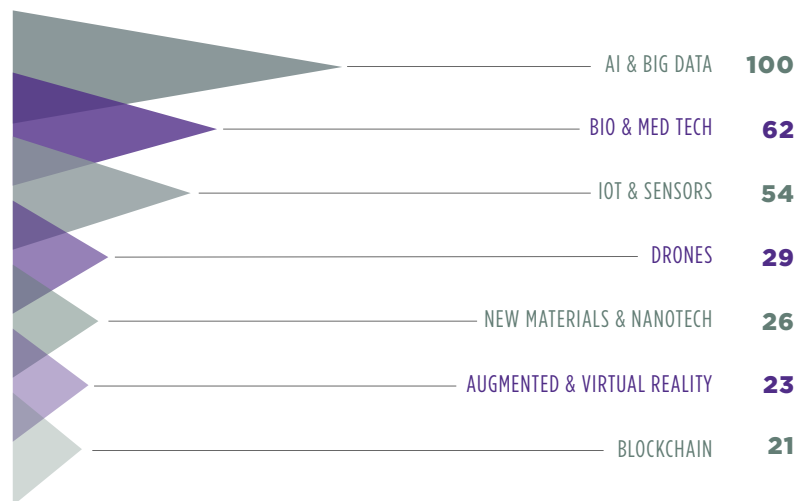 AI & BIG DATA 100
BIO & MED TECH 62
IOT & SENSORS 54
DRONES 29
NEW MATERIALS & NANOTECH 26
AUGMENTED & VIRTUAL REALITY 23
BLOCKCHAIN 21